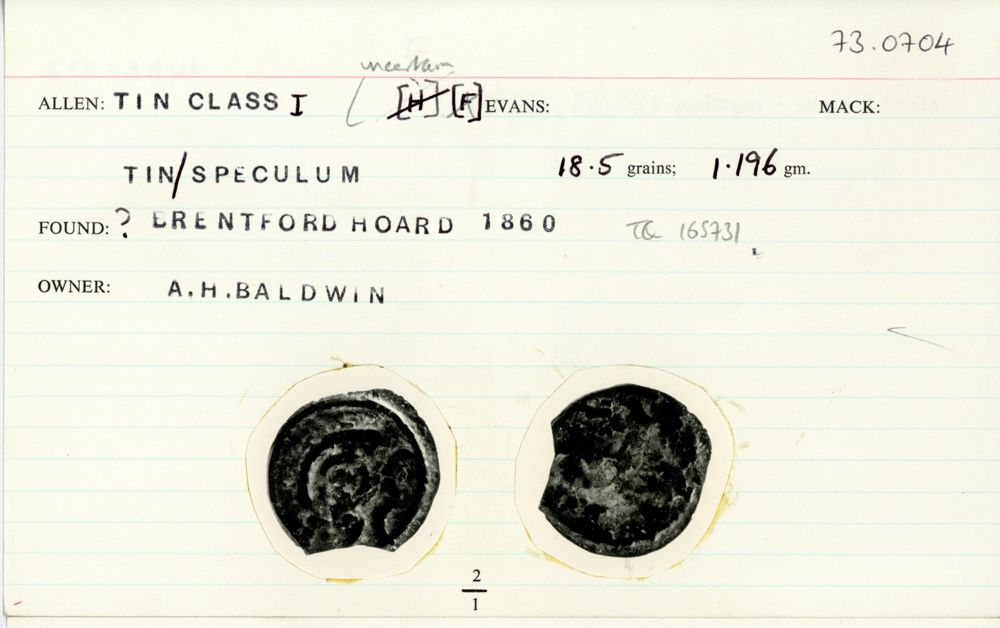 73.0704
uncertain
ALLEN: TIN CLASS I ( [H] [F] EVANS: MACK:
TIN/SPECULUM 18.5 grains; 1.196 gm.
FOUND: ? BRENTFORD HOARD 1860 TQ 165731
OWNER: A.H.BALDWIN
2
1